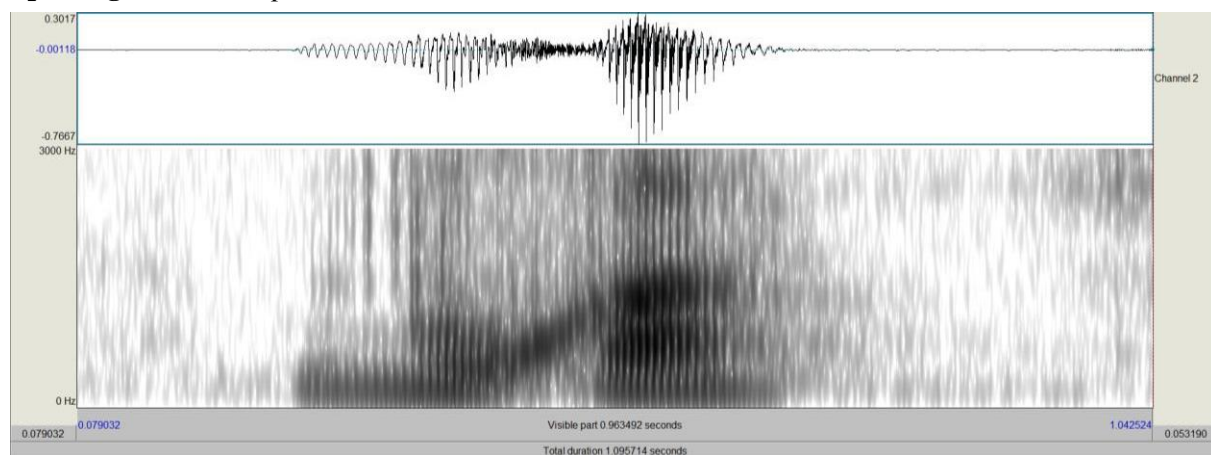 0.3017
-0.00118
Channel 2
-0.7667
3000 Hz
0 Hz
0.079032
Visible part 0.963492 seconds
1.042524
0.079032
0.053190
Total duration 1.095714 seconds